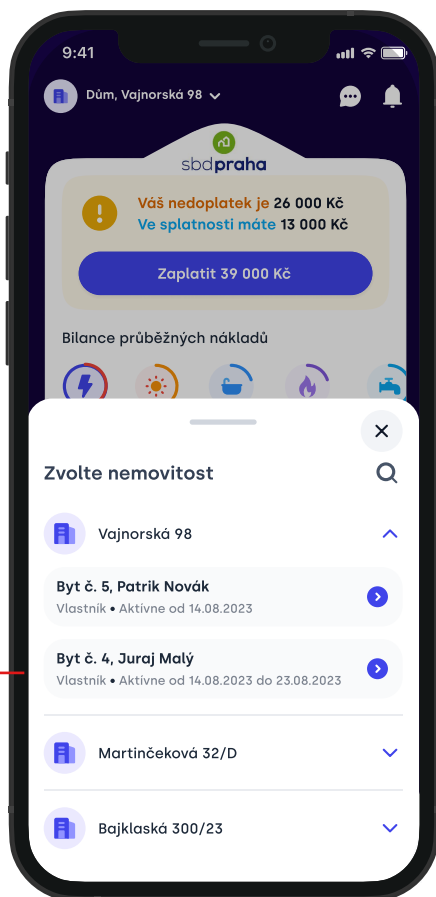 9:41
Dům, Vajnorská 98
sbdpraha
Váš nedoplatek je 26 000 Kč
Ve splatnosti máte 13 000 Kč
Zaplatit 39 000 Kč
Bilance průběžných nákladů
Zvolte nemovitost
Vajnorská 98
Byt č. 5, Patrik Novák
Vlastník • Aktívne od 14.08.2023
Byt č. 4, Juraj Malý
Vlastník • Aktívne od 14.08.2023 do 23.08.2023
Martinčeková 32/D
Bajklaská 300/23